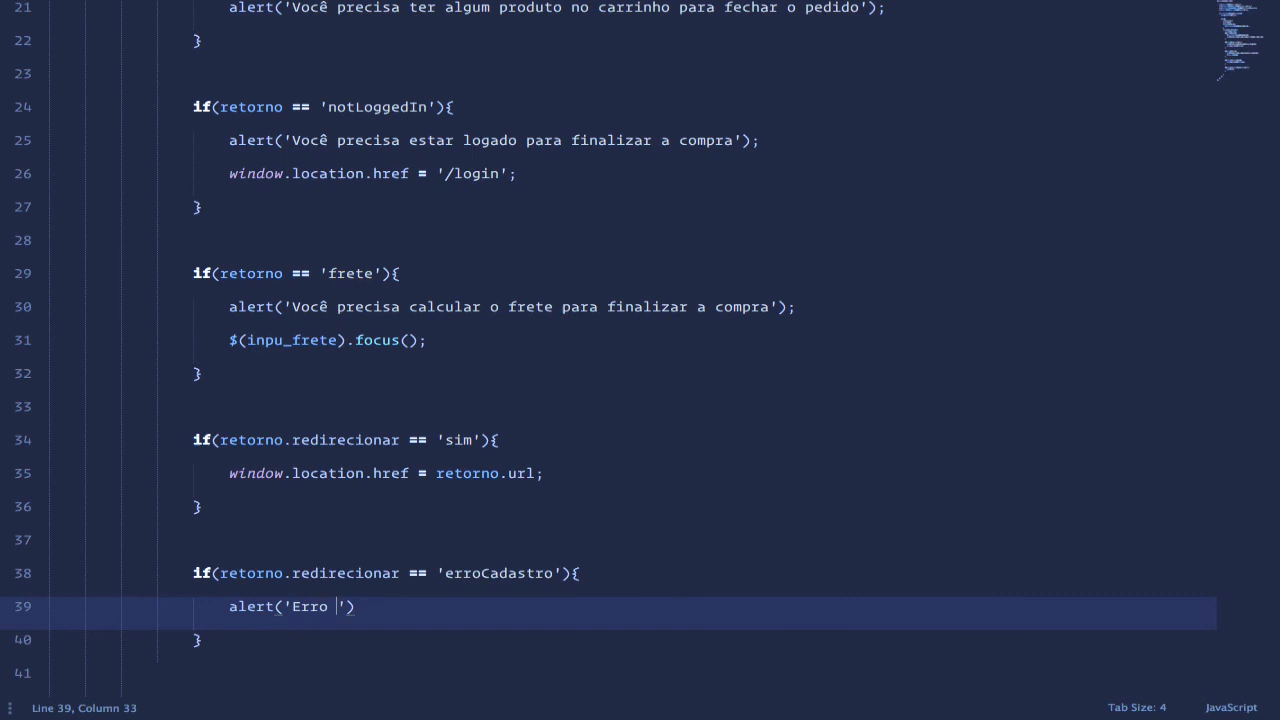 21 alert('Você precisa ter algum produto no carrinho para fechar o pedido');
22 }
23
24 if(retorno == 'notLoggedIn'){
25 alert('Você precisa estar logado para finalizar a compra');
26 window.location.href = '/login';
27 }
28
29 if(retorno == 'frete'){
30 alert('Você precisa calcular o frete para finalizar a compra');
31 $(inpu_frete).focus();
32 }
33
34 if(retorno.redirecionar == 'sim'){
35 window.location.href = retorno.url;
36 }
37
38 if(retorno.redirecionar == 'erroCadastro'){
39 alert('Erro ')
40 }
41
Line 39, Column 33 Tab Size: 4 JavaScript